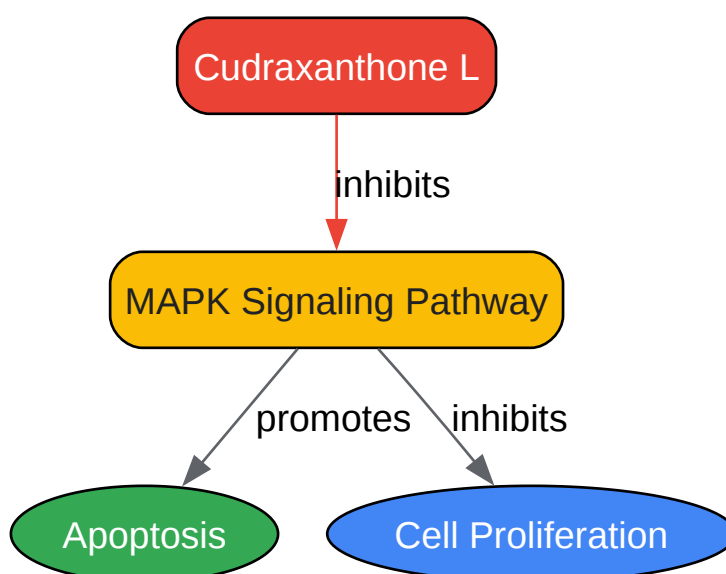 Cudraxanthone L
inhibits
MAPK Signaling Pathway
promotes
inhibits
Apoptosis
Cell Proliferation